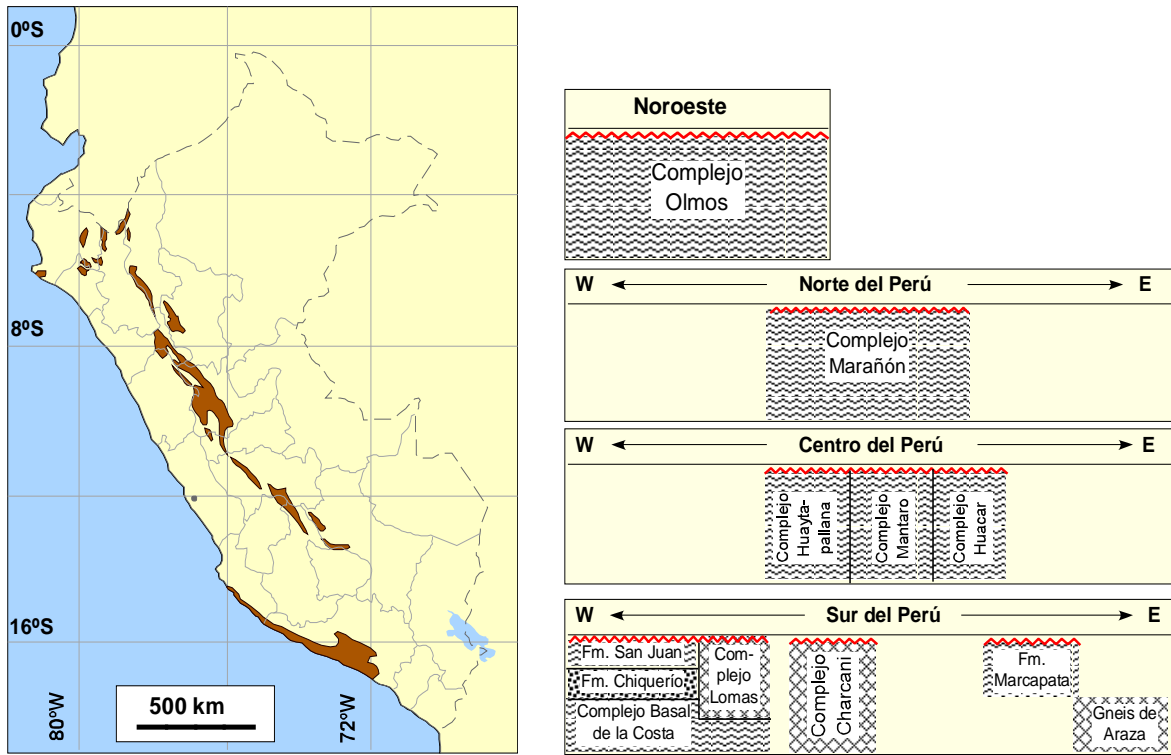 0ºS
8ºS
16ºS
80ºW
72ºW
500 km
Noroeste
Complejo
Olmos
W Norte del Perú E
Complejo
Marañón
W Centro del Perú E
Complejo
Huayta-
pallana
Complejo
Mantaro
Complejo
Huacar
W Sur del Perú E
Fm. San Juan
Fm. Chiquerío
Complejo Basal
de la Costa
Com-
plejo
Lomas
Complejo
Charcani
Fm.
Marcapata
Gneis de
Araza